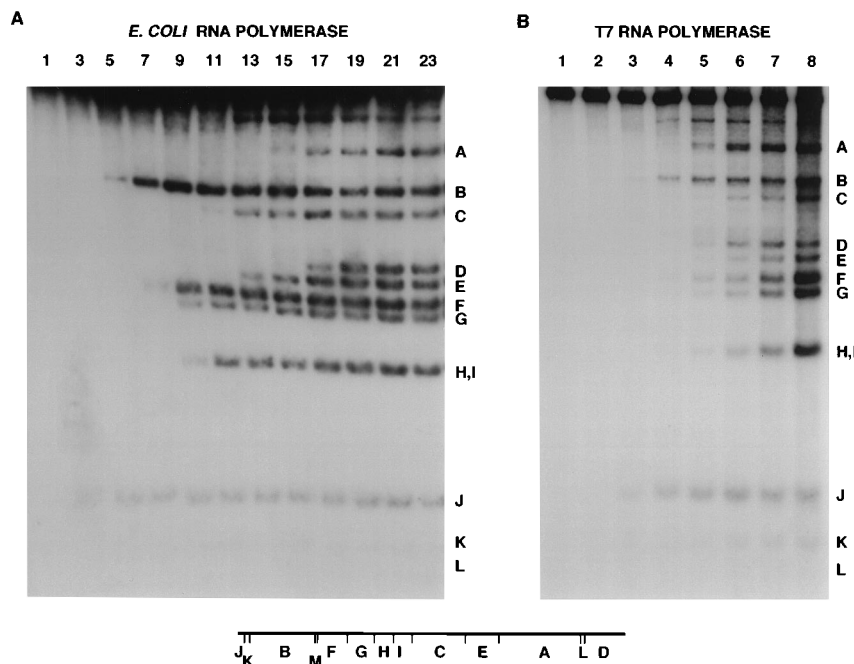 A
E. COLI RNA POLYMERASE
1 3 5 7 9 11 13 15 17 19 21 23
A
B
C
D
E
F
G
H,I
J
K
L
B
T7 RNA POLYMERASE
1 2 3 4 5 6 7 8
A
B
C
D
E
F
G
H,I
J
K
L
J K B M F G H I C E A L D